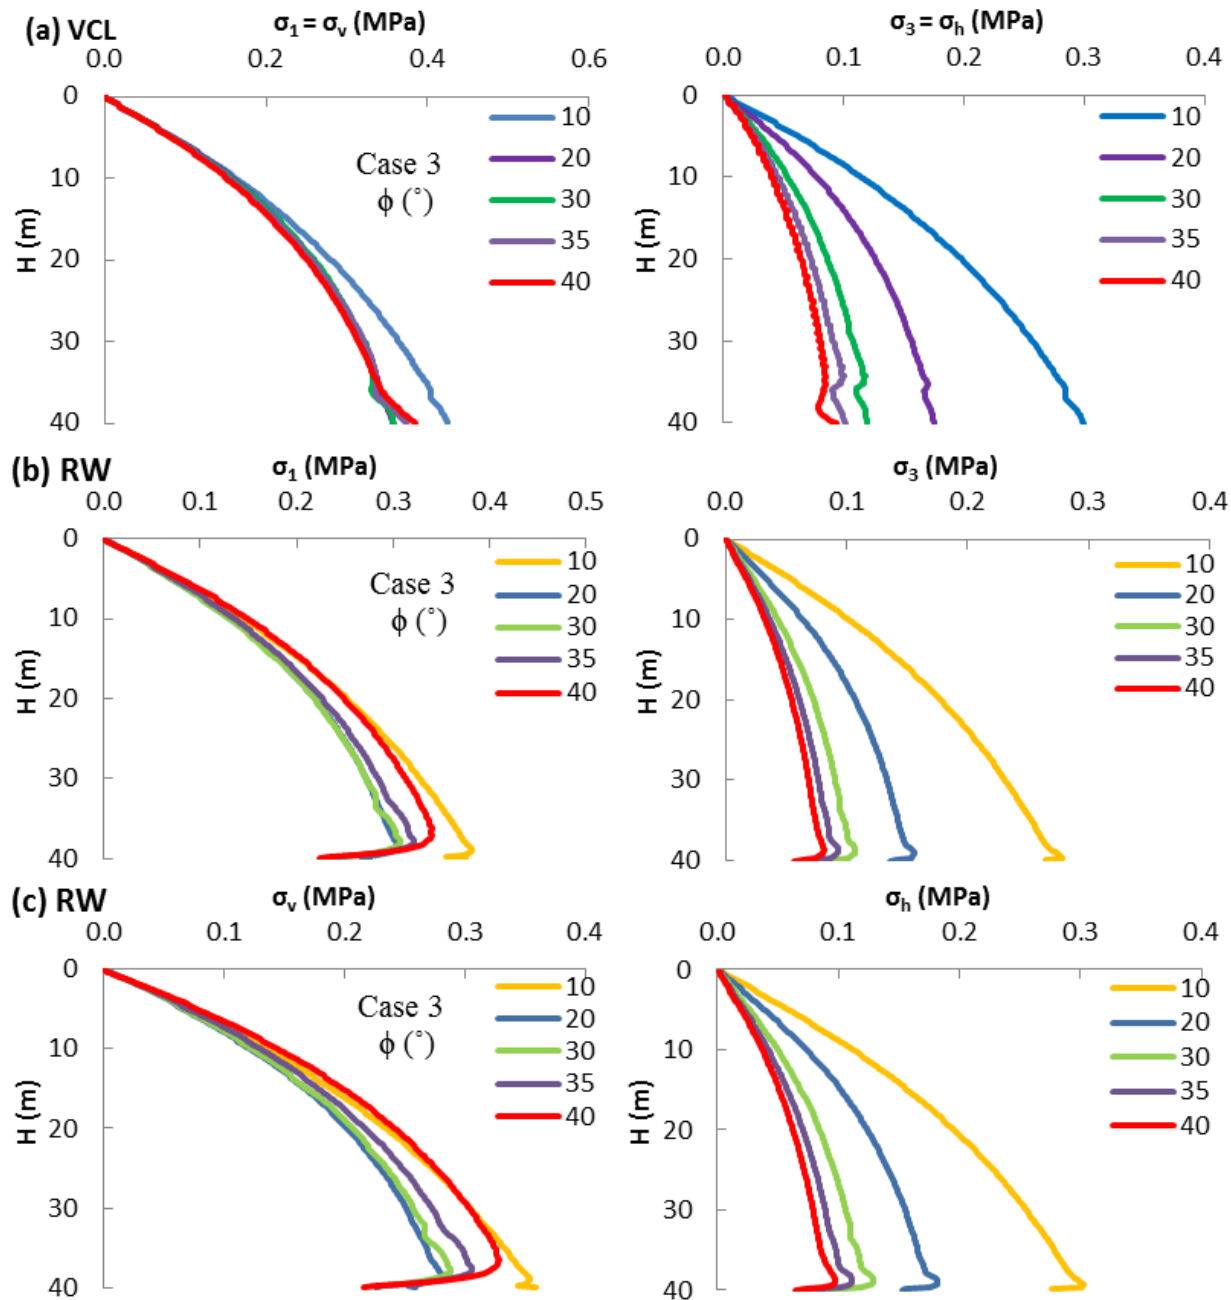 (a) VCL
σ1 = σv (MPa)
0.0 0.2 0.4 0.6
0
10
20
30
40
H (m)
Case 3
ϕ (˚)
10
20
30
35
40
σ3 = σh (MPa)
0.0 0.1 0.2 0.3 0.4
0
10
20
30
40
H (m)
10
20
30
35
40
(b) RW
σ1 (MPa)
0.0 0.1 0.2 0.3 0.4 0.5
0
10
20
30
40
H (m)
Case 3
ϕ (˚)
10
20
30
35
40
σ3 (MPa)
0.0 0.1 0.2 0.3 0.4
0
10
20
30
40
H (m)
10
20
30
35
40
(c) RW
σv (MPa)
0.0 0.1 0.2 0.3 0.4
0
10
20
30
40
H (m)
Case 3
ϕ (˚)
10
20
30
35
40
σh (MPa)
0.0 0.1 0.2 0.3 0.4
0
10
20
30
40
H (m)
10
20
30
35
40